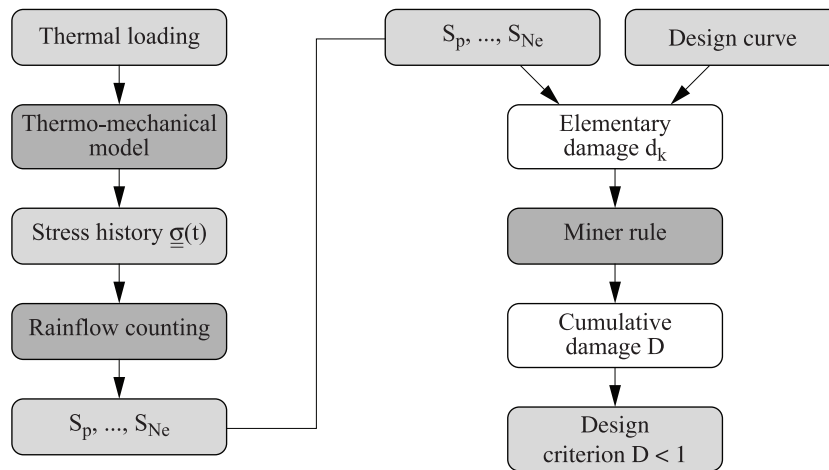 Thermal loading
Thermo-mechanical
model
Stress history σ(t)
Rainflow counting
Sp, ..., SNe
Sp, ..., SNe
Design curve
Elementary
damage dk
Miner rule
Cumulative
damage D
Design
criterion D < 1